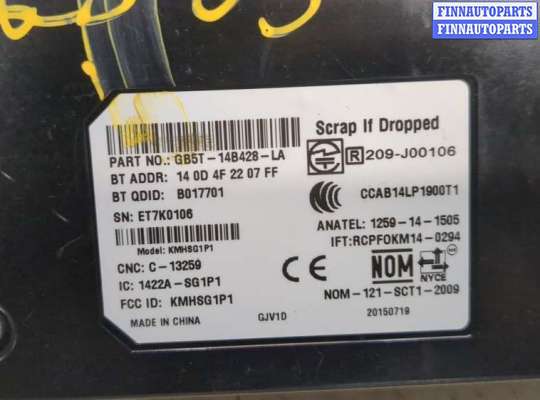 FINNAUTOPARTS
FINNAUTOPARTS
FINNAUTOPARTS
PART NO.: GB5T-14B428-LA
BT ADDR: 14 0D 4F 22 07 FF
BT QDID: B017701
SN: ET7K0106
Model: KMHSG1P1
CNC: C-13259
IC: 1422A-SG1P1
FCC ID: KMHSG1P1
MADE IN CHINA
GJV1D
Scrap If Dropped
R 209-J00106
CCAB14LP1900T1
ANATEL: 1259-14-1505
IFT:RCPFOKM14-0294
CE
NOM
NYCE
NOM-121-SCT1-2009
20150719